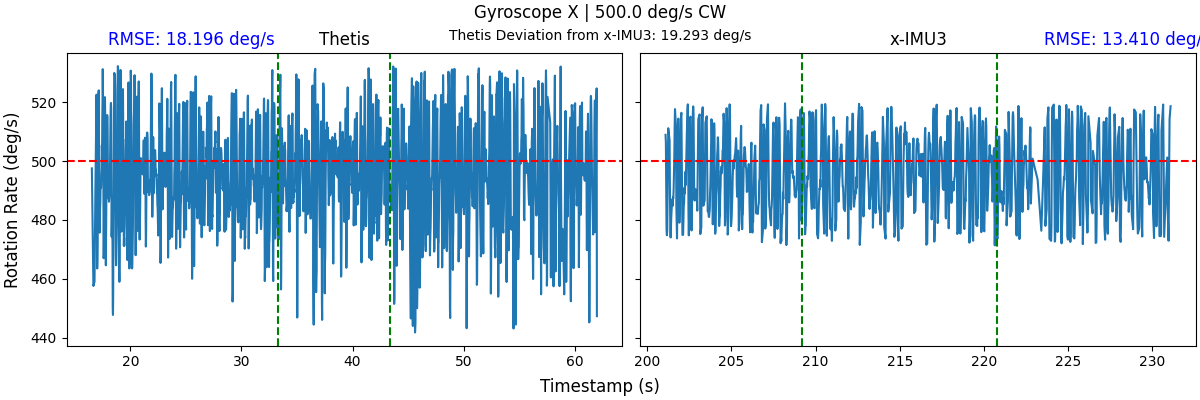 Gyroscope X | 500.0 deg/s CW
RMSE: 18.196 deg/s
Thetis
Thetis Deviation from x-IMU3: 19.293 deg/s
x-IMU3
RMSE: 13.410 deg/
Rotation Rate (deg/s)
520
500
480
460
440
20 30 40 50 60
200 205 210 215 220 225 230
Timestamp (s)